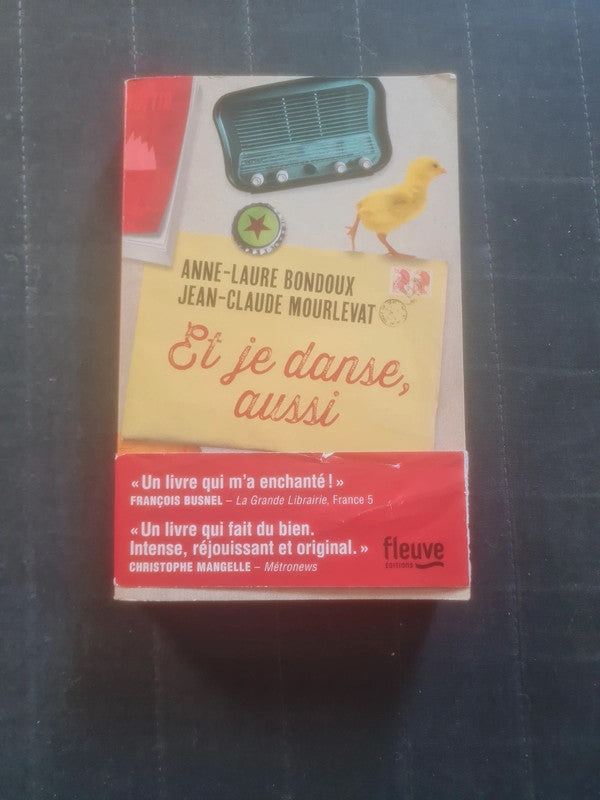 ANNE-LAURE BONDOUX
JEAN-CLAUDE MOURLEVAT
Et je danse,
aussi
« Un livre qui m'a enchanté ! »
FRANÇOIS BUSNEL – La Grande Librairie, France 5
« Un livre qui fait du bien.
Intense, réjouissant et original. »
CHRISTOPHE MANGELLE – Métronews
fleuve
EDITIONS